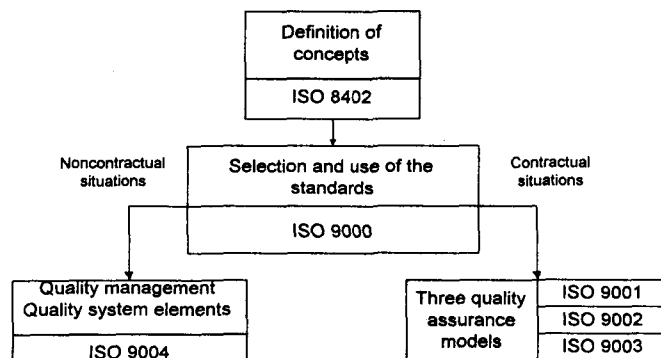 Definition of
concepts
ISO 8402
Noncontractual
situations
Selection and use of the
standards
Contractual
situations
ISO 9000
Quality management
Quality system elements
ISO 9004
Three quality
assurance
models
ISO 9001
ISO 9002
ISO 9003